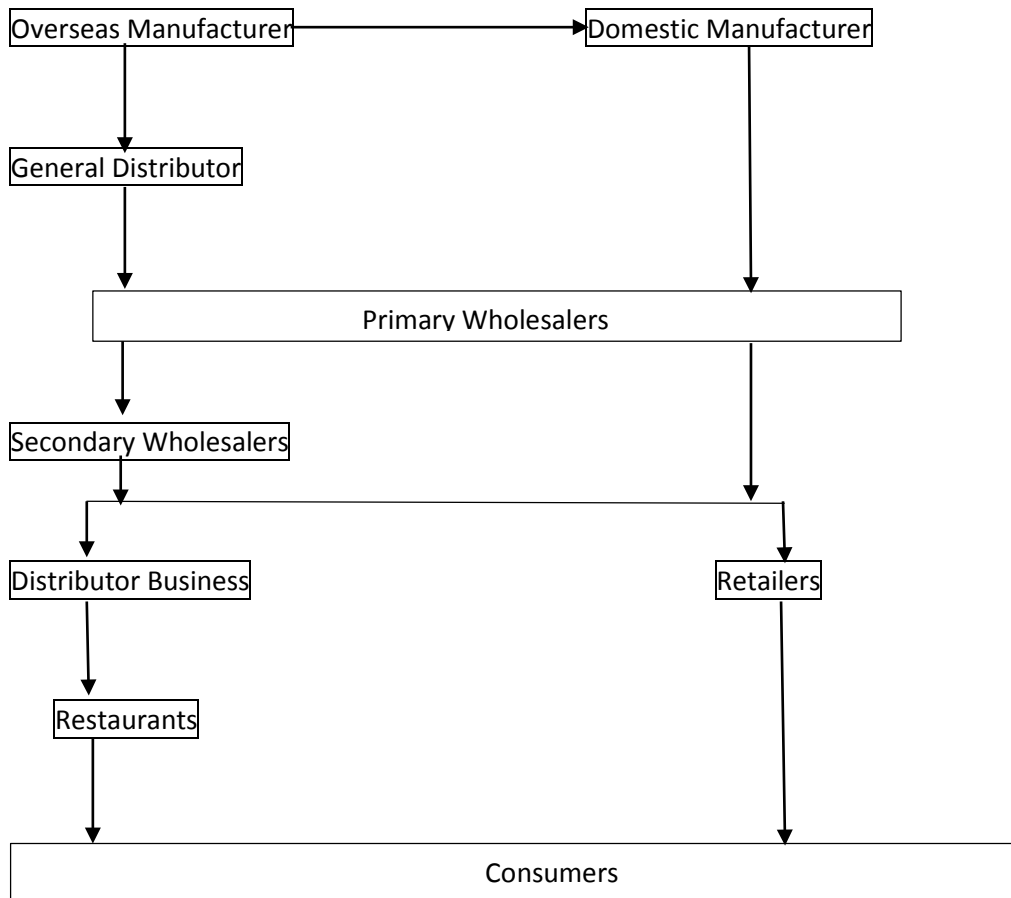 Overseas Manufacturer
Domestic Manufacturer
General Distributor
Primary Wholesalers
Secondary Wholesalers
Distributor Business
Retailers
Restaurants
Consumers